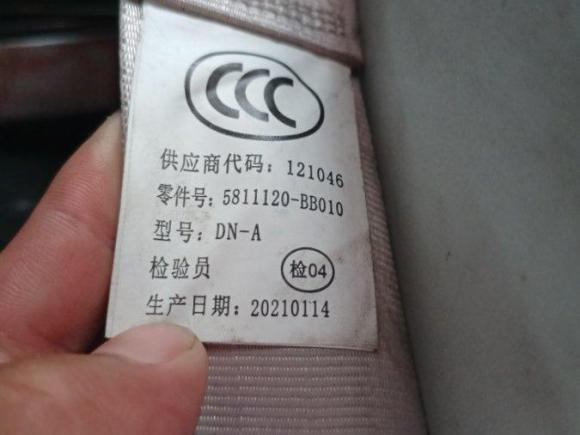 CCC
供应商代码：121046
零件号：5811120-BB010
型号：DN-A
检验员 检04
生产日期：20210114